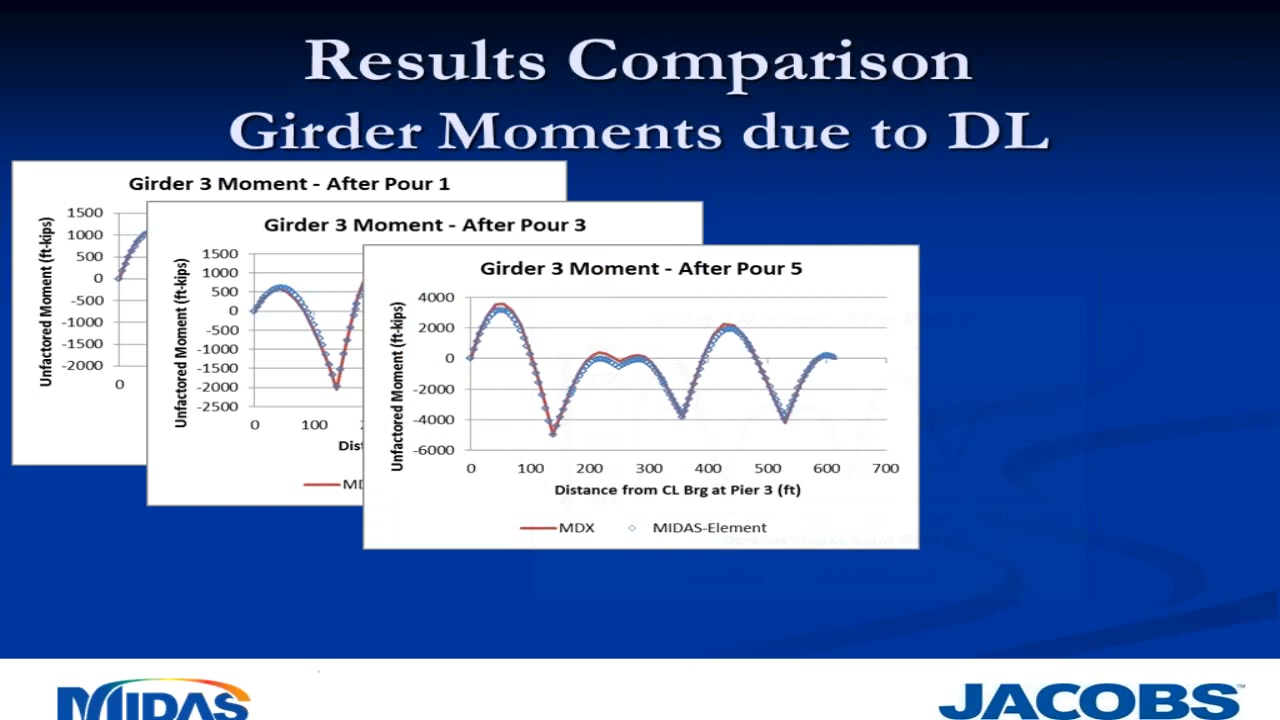 Results Comparison
Girder Moments due to DL
Girder 3 Moment - After Pour 1
Unfactored Moment (ft-kips)
1500
1000
500
0
-500
-1000
-1500
-2000
0
Girder 3 Moment - After Pour 3
Unfactored Moment (ft-kips)
1500
1000
500
0
-500
-1000
-1500
-2000
-2500
0 100
Girder 3 Moment - After Pour 5
Unfactored Moment (ft-kips)
4000
2000
0
-2000
-4000
-6000
0 100 200 300 400 500 600 700
Distance from CL Brg at Pier 3 (ft)
MDX MIDAS-Element
MIDAS
JACOBS™